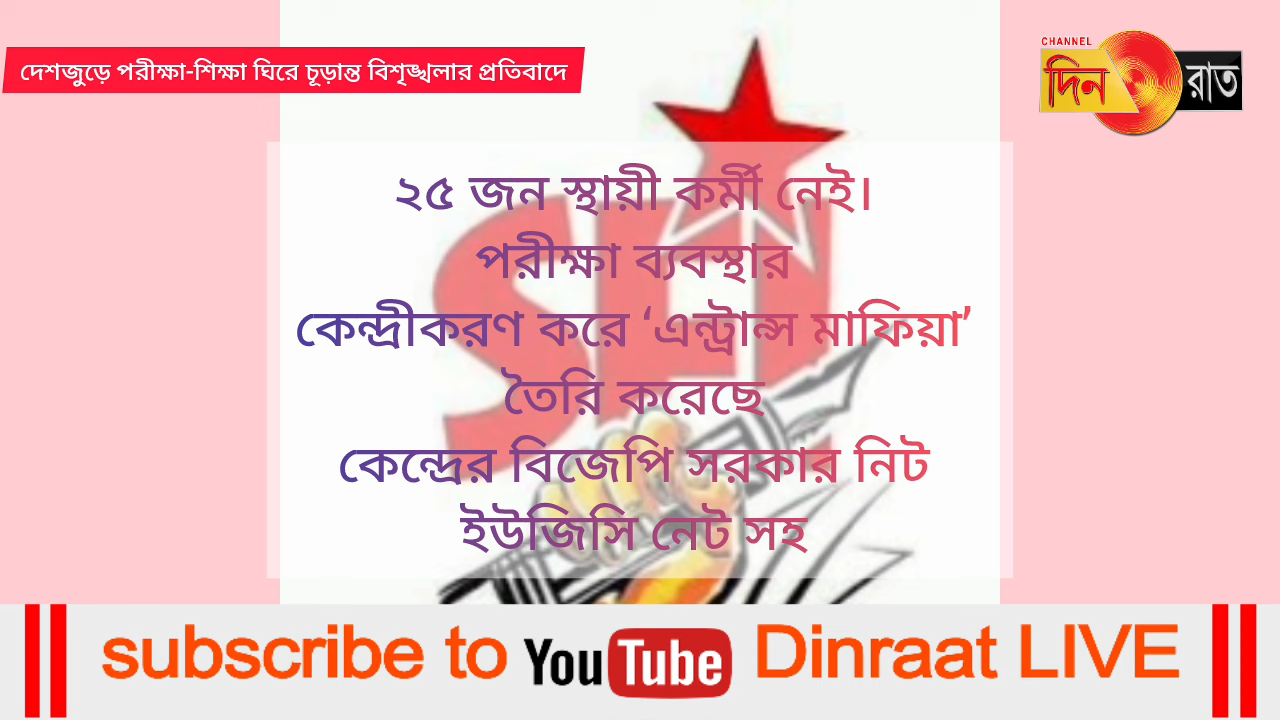 দেশজুড়ে পরীক্ষা-শিক্ষা ঘিরে চূড়ান্ত বিশৃঙ্খলার প্রতিবাদে
CHANNEL
দিন রাত
২৫ জন স্থায়ী কর্মী নেই।
পরীক্ষা ব্যবস্থার
কেন্দ্রীকরণ করে ‘এন্ট্রান্স মাফিয়া’
তৈরি করেছে
কেন্দ্রের বিজেপি সরকার নিট
ইউজিসি নেট সহ
subscribe to YouTube Dinraat LIVE